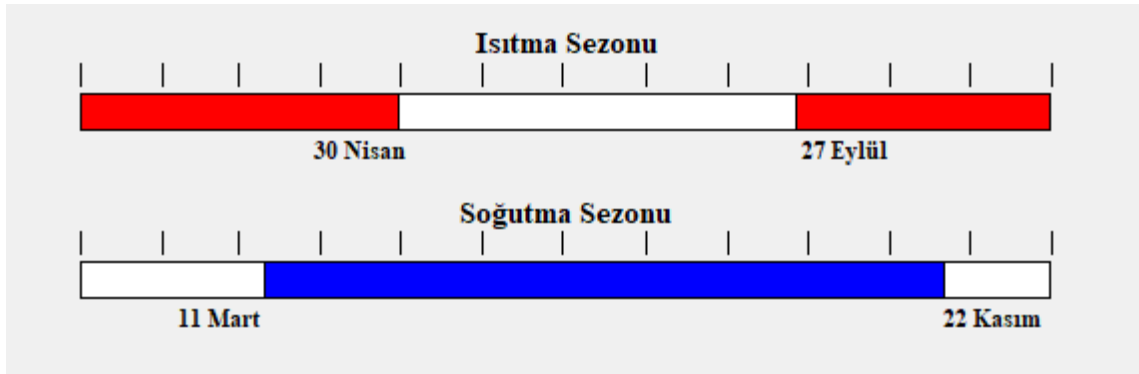 Isıtma Sezonu
30 Nisan
27 Eylül
Soğutma Sezonu
11 Mart
22 Kasım